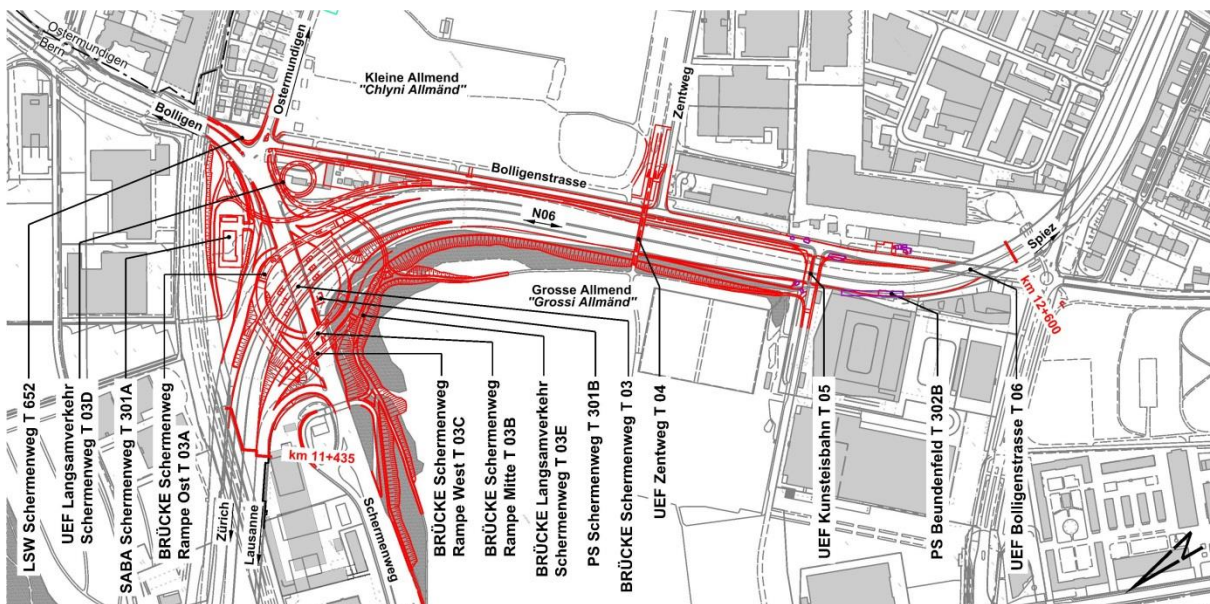 Ostermundigen
Bern
Bolligen
Ostermundigen
Kleine Allmend
"Chlyni Allmänd"
Zentweg
Bolligenstrasse
N06
Grosse Allmend
"Grossi Allmänd"
Spiez
km 12+600
km 11+435
Zürich
Lausanne
Schermenweg
LSW Schermenweg T 652
UEF Langsamverkehr
Schermenweg T 03D
SABA Schermenweg T 301A
BRÜCKE Schermenweg
Rampe Ost T 03A
BRÜCKE Schermenweg
Rampe West T 03C
BRÜCKE Schermenweg
Rampe Mitte T 03B
BRÜCKE Langsamverkehr
Schermenweg T 03E
PS Schermenweg T 301B
BRÜCKE Schermenweg T 03
UEF Zentweg T 04
UEF Kunsteisbahn T 05
PS Beundenfeld T 302B
UEF Bolligenstrasse T 06
N